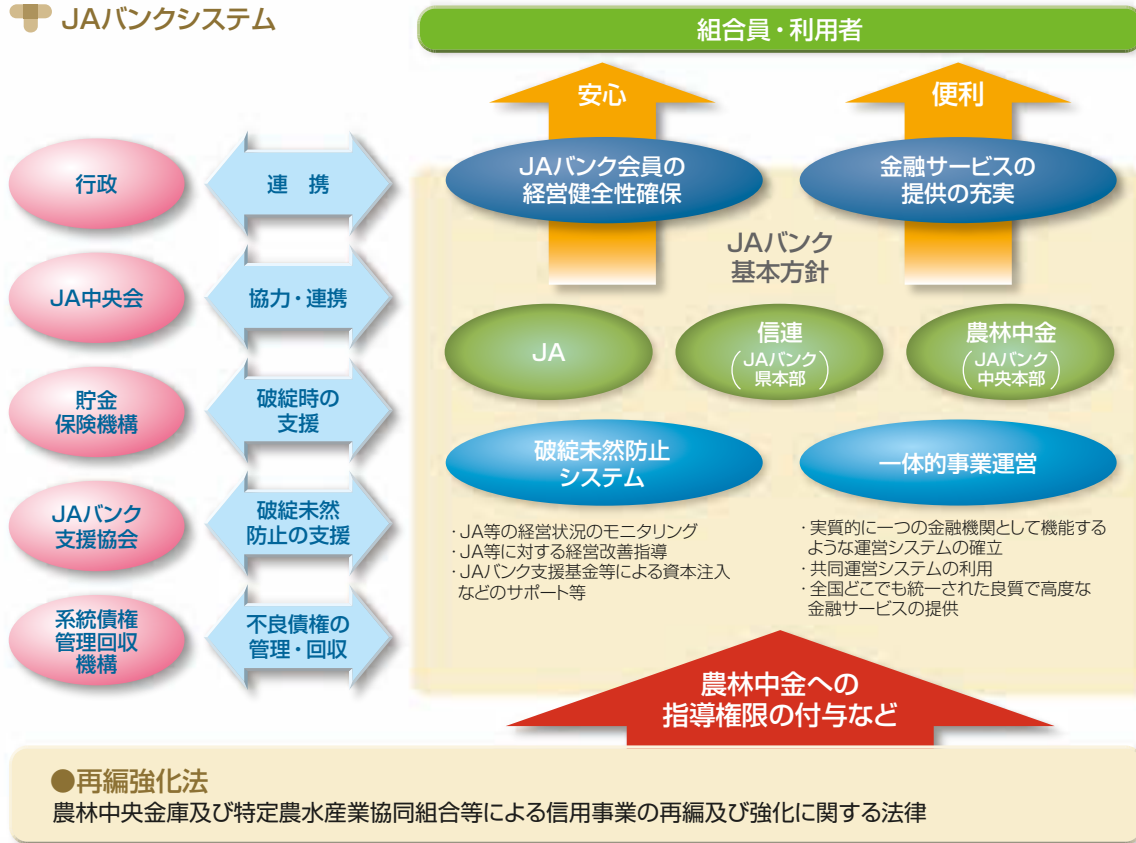 JAバンクシステム
組合員・利用者
安心
便利
行政
連 携
JAバンク会員の
経営健全性確保
金融サービスの
提供の充実
JAバンク
基本方針
JA中央会
協力・連携
JA
信連
(JAバンク
県本部)
農林中金
(JAバンク
中央本部)
貯金
保険機構
破綻時の
支援
破綻未然防止
システム
一体的事業運営
JAバンク
支援協会
破綻未然
防止の支援
・JA等の経営状況のモニタリング
・JA等に対する経営改善指導
・JAバンク支援基金等による資本注入
などのサポート等
・実質的に一つの金融機関として機能する
ような運営システムの確立
・共同運営システムの利用
・全国どこでも統一された良質で高度な
金融サービスの提供
系統債権
管理回収
機構
不良債権の
管理・回収
農林中金への
指導権限の付与など
●再編強化法
農林中央金庫及び特定農水産業協同組合等による信用事業の再編及び強化に関する法律